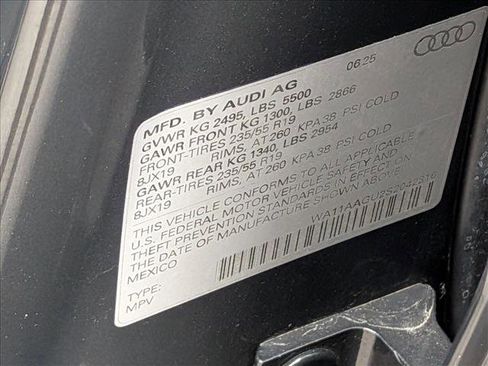 MFD. BY AUDI AG 06.25
GVWR KG 2495, LBS 5500
GAWR FRONT KG 1300, LBS 2866
FRONT-TIRES 235/55 R19
8JX19 RIMS, AT 260 KPA 38 PSI COLD
GAWR REAR KG 1340, LBS 2954
REAR-TIRES 235/55 R19
8JX19 RIMS, AT 260 KPA 38 PSI COLD
THIS VEHICLE CONFORMS TO ALL APPLICABLE
U.S. FEDERAL MOTOR VEHICLE SAFETY AND
THEFT PREVENTION STANDARDS IN EFFECT ON
THE DATE OF MANUFACTURE SHOWN ABOVE.
MEXICO
TYPE:
MPV